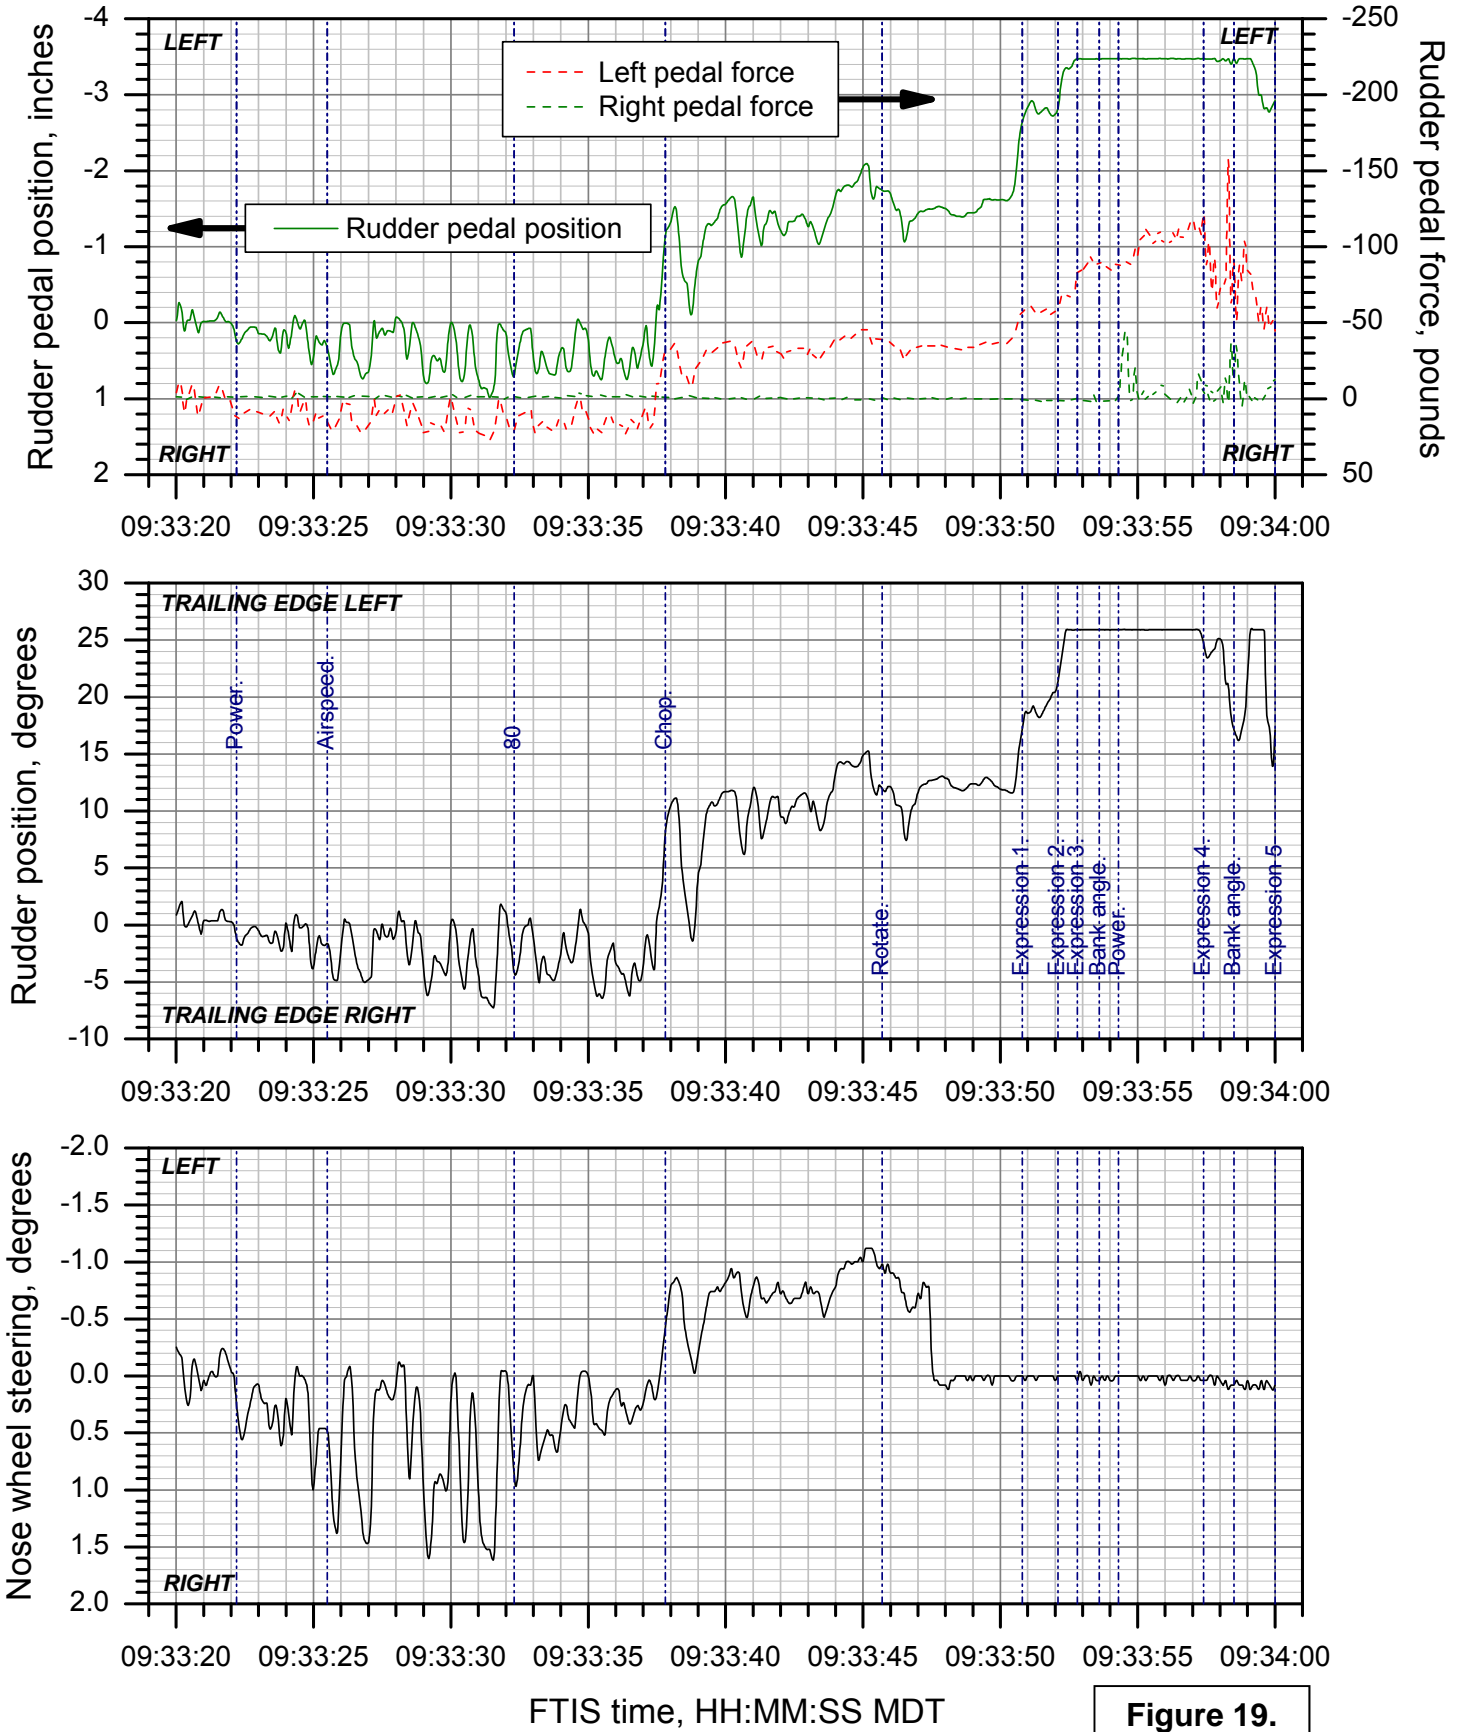 Rudder pedal position, inches
-4
-3
-2
-1
0
1
2
LEFT
RIGHT
Left pedal force
Right pedal force
Rudder pedal position
LEFT
RIGHT
-250
-200
-150
-100
-50
0
50
Rudder pedal force, pounds
09:33:20 09:33:25 09:33:30 09:33:35 09:33:40 09:33:45 09:33:50 09:33:55 09:34:00
Rudder position, degrees
30
25
20
15
10
5
0
-5
-10
TRAILING EDGE LEFT
TRAILING EDGE RIGHT
Power.
Airspeed.
80
Chop.
Rotate.
Expression 1.
Expression 2.
Expression 3.
Bank angle.
Power.
Expression 4.
Bank angle.
Expression 5
09:33:20 09:33:25 09:33:30 09:33:35 09:33:40 09:33:45 09:33:50 09:33:55 09:34:00
Nose wheel steering, degrees
-2.0
-1.5
-1.0
-0.5
0.0
0.5
1.0
1.5
2.0
LEFT
RIGHT
09:33:20 09:33:25 09:33:30 09:33:35 09:33:40 09:33:45 09:33:50 09:33:55 09:34:00
FTIS time, HH:MM:SS MDT
Figure 19.